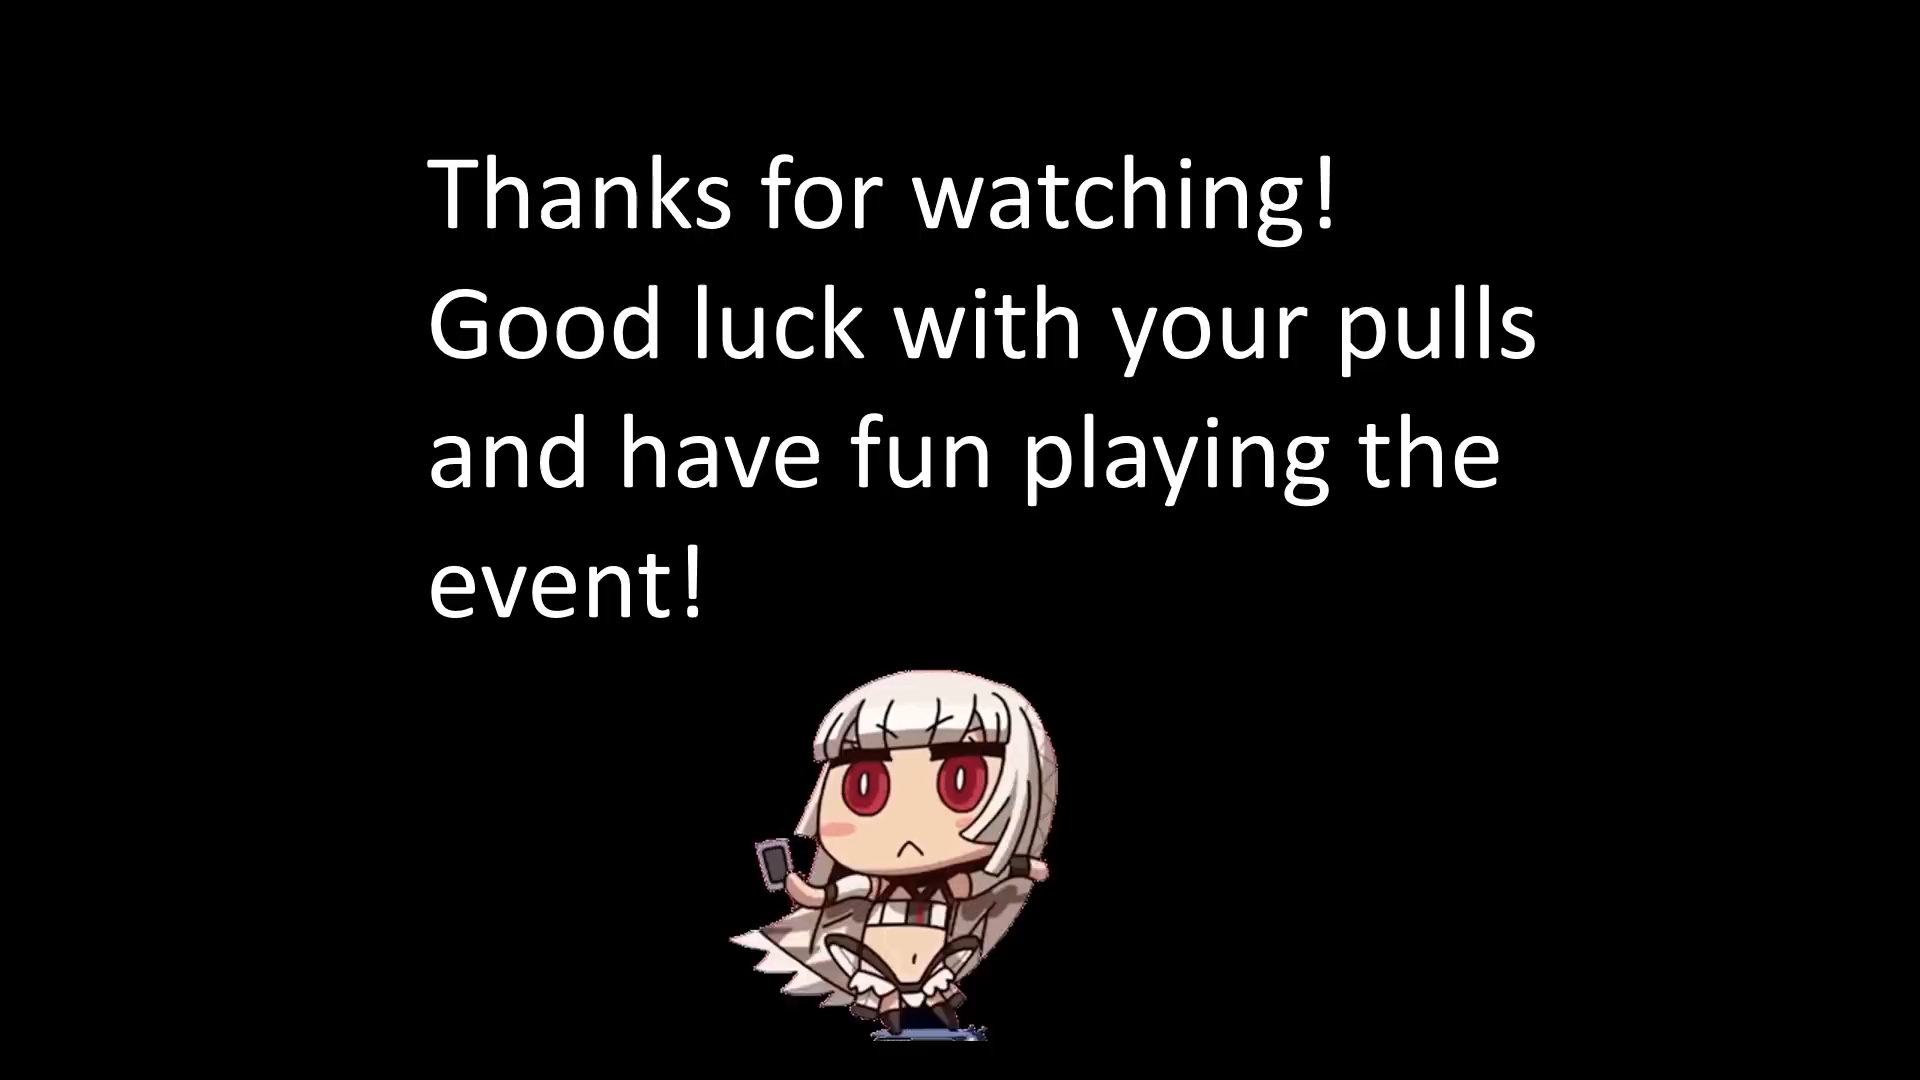 Thanks for watching!
Good luck with your pulls
and have fun playing the
event!